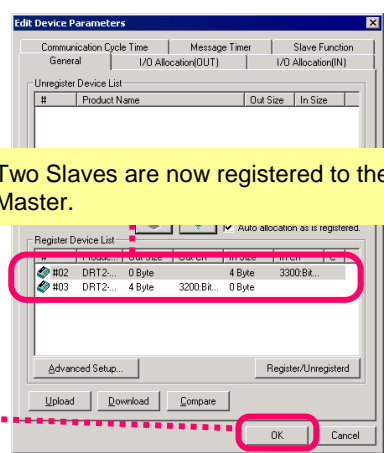 Edit Device Parameters
Communication Cycle Time Message Timer Slave Function
General I/O Allocation(OUT) I/O Allocation(IN)
Unregister Device List
# Product Name Out Size In Size
Two Slaves are now registered to the
Master.
Auto allocation as is registered.
Register Device List
#02 DRT2-... 0 Byte 4 Byte 3300:Bit...
#03 DRT2-... 4 Byte 3200:Bit... 0 Byte
Advanced Setup... Register/Unregisterd
Upload Download Compare
OK Cancel